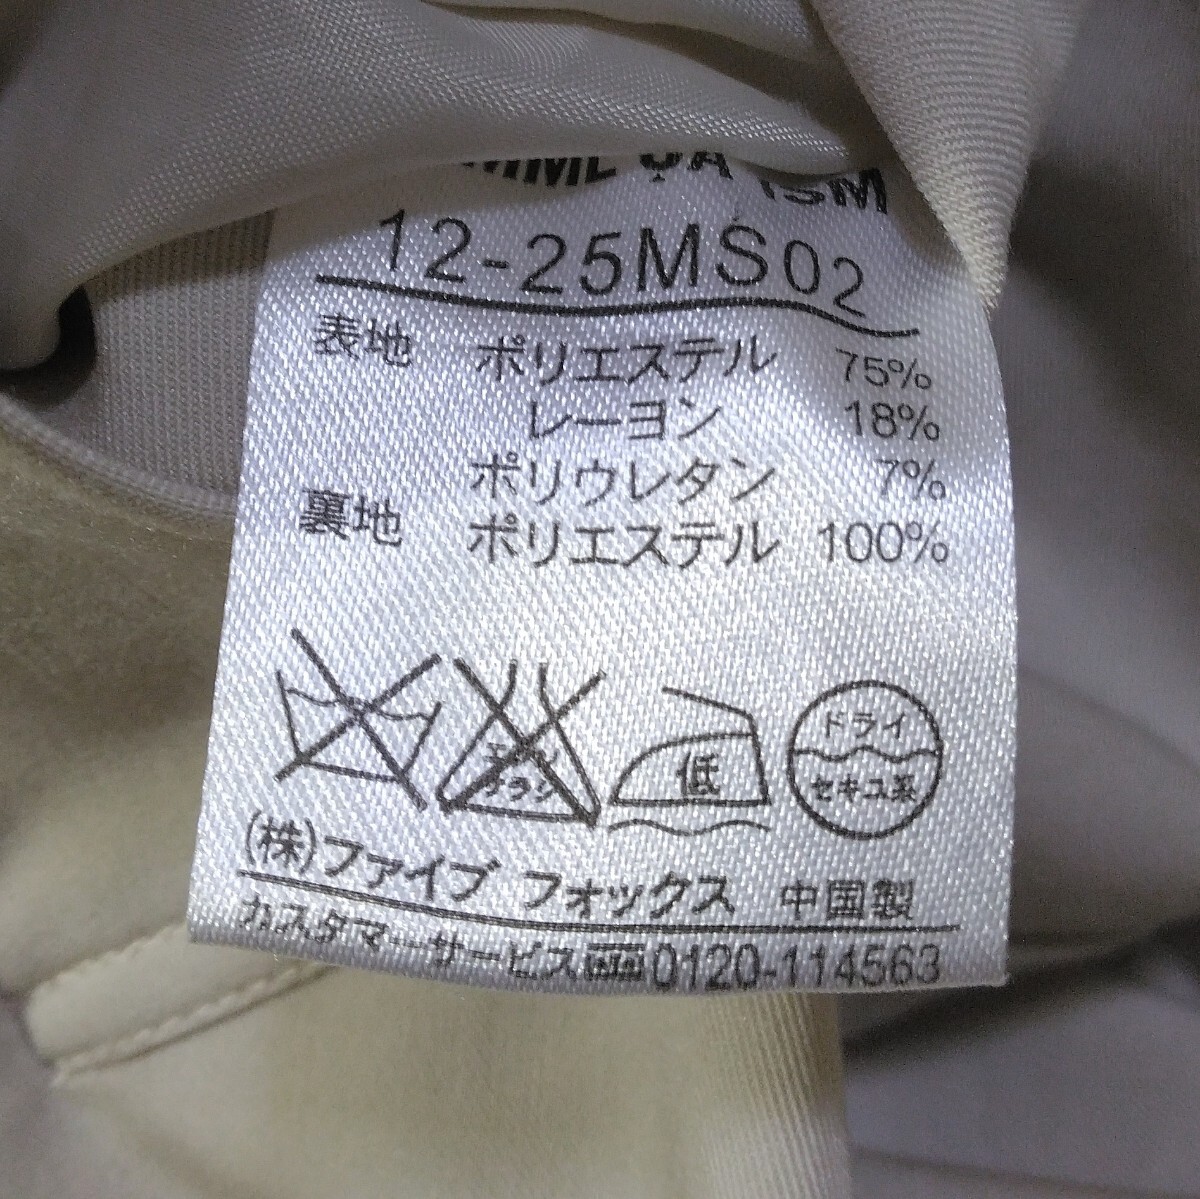 ÇA ISM
12-25MS02
表地 ポリエステル 75%
レーヨン 18%
ポリウレタン 7%
裏地 ポリエステル 100%
低
ドライ
セキユ系
(株)ファイブ フォックス 中国製
カスタマーサービス 0120-114563